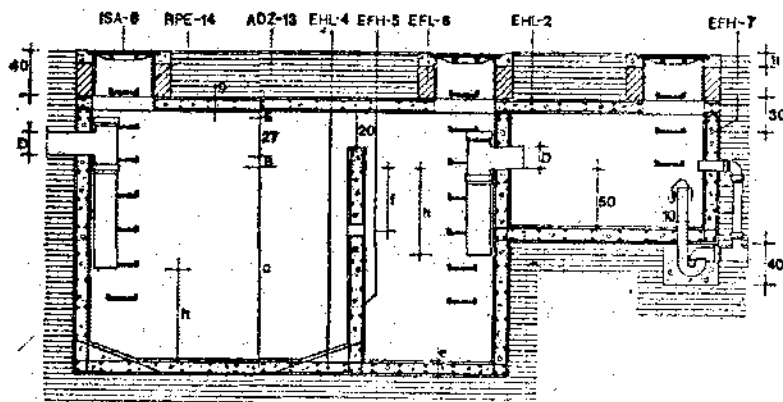 ISA-8 RPE-14 ADZ-13 EHL-4 EFH-5 EFL-6 EHL-2 EFH-7
40
30
D
27
20
D
f
h
50
10
40
h